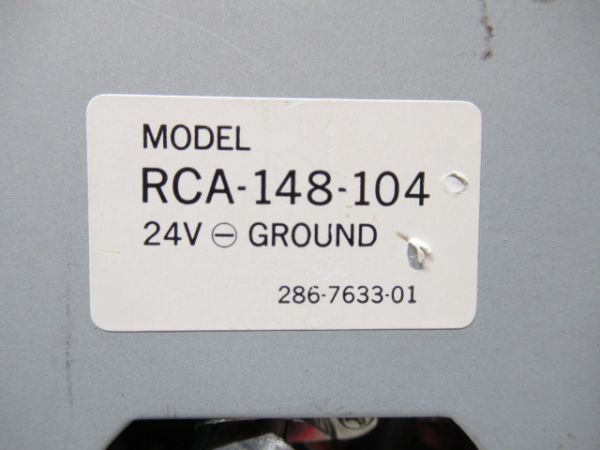 MODEL
RCA-148-104
24V ⊖ GROUND
286-7633-01